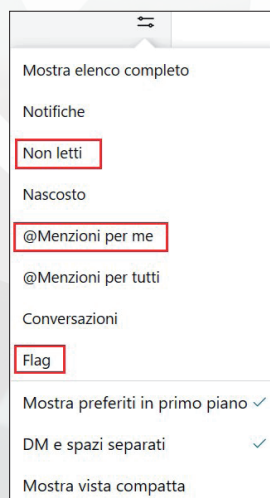 Mostra elenco completo
Notifiche
Non letti
Nascosto
@Menzioni per me
@Menzioni per tutti
Conversazioni
Flag
Mostra preferiti in primo piano
DM e spazi separati
Mostra vista compatta